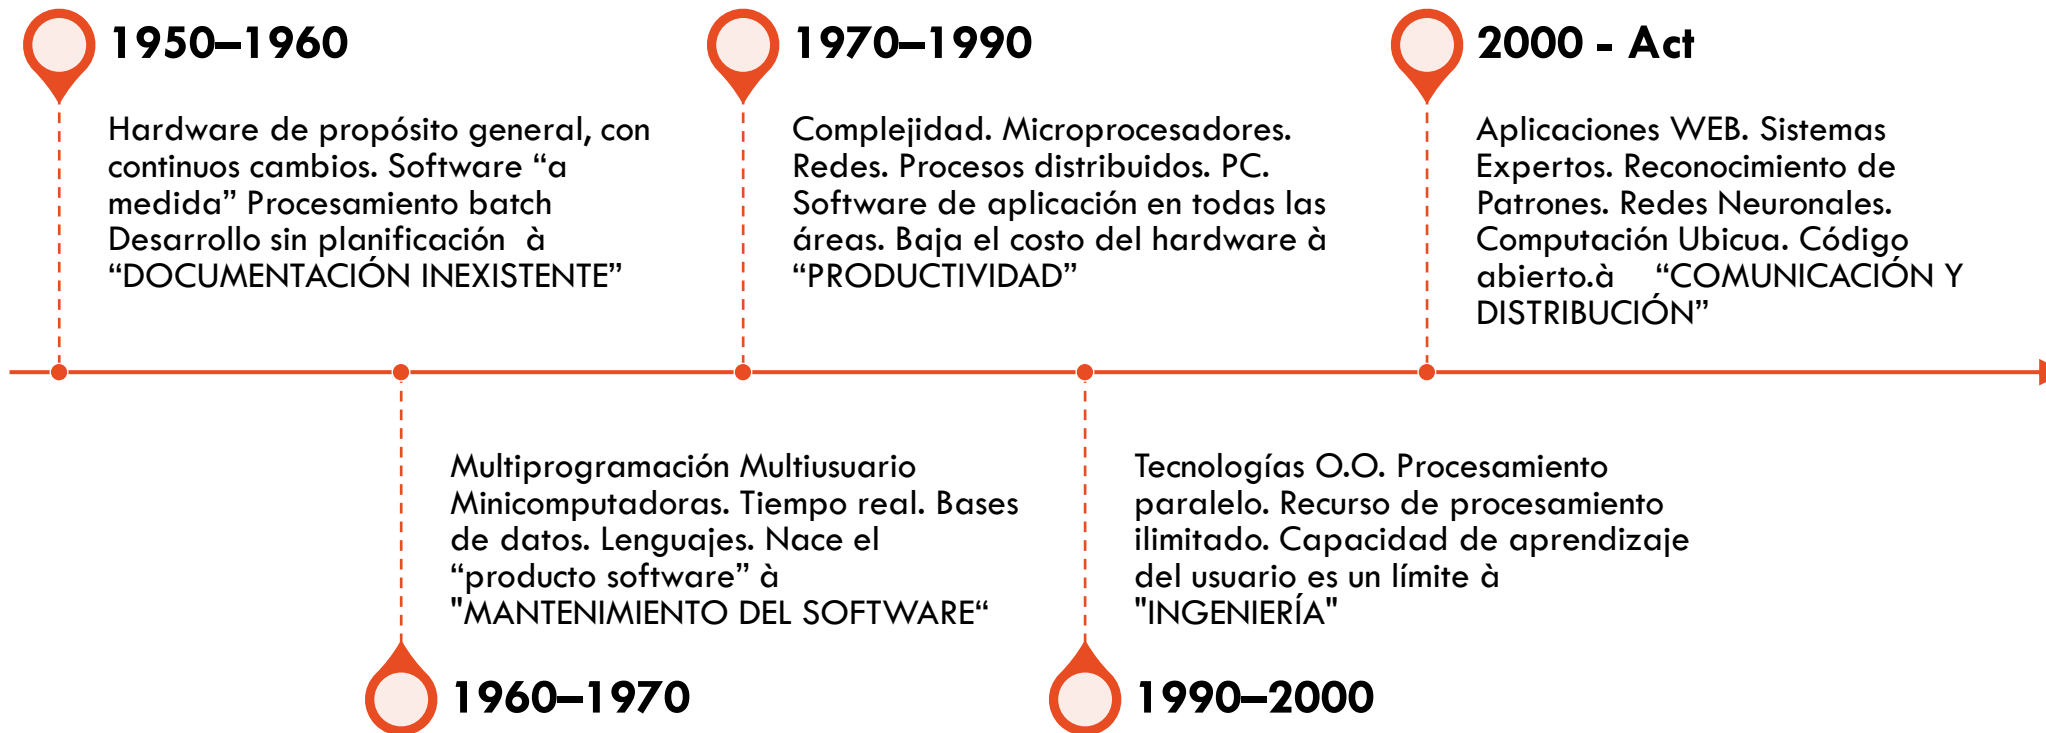 1950–1960
Hardware de propósito general, con
continuos cambios. Software “a
medida” Procesamiento batch
Desarrollo sin planificación à
“DOCUMENTACIÓN INEXISTENTE”
Multiprogramación Multiusuario
Minicomputadoras. Tiempo real. Bases
de datos. Lenguajes. Nace el
“producto software” à
"MANTENIMIENTO DEL SOFTWARE“
1960–1970
1970–1990
Complejidad. Microprocesadores.
Redes. Procesos distribuidos. PC.
Software de aplicación en todas las
áreas. Baja el costo del hardware à
“PRODUCTIVIDAD”
Tecnologías O.O. Procesamiento
paralelo. Recurso de procesamiento
ilimitado. Capacidad de aprendizaje
del usuario es un límite à
"INGENIERÍA"
1990–2000
2000 - Act
Aplicaciones WEB. Sistemas
Expertos. Reconocimiento de
Patrones. Redes Neuronales.
Computación Ubicua. Código
abierto.à “COMUNICACIÓN Y
DISTRIBUCIÓN”